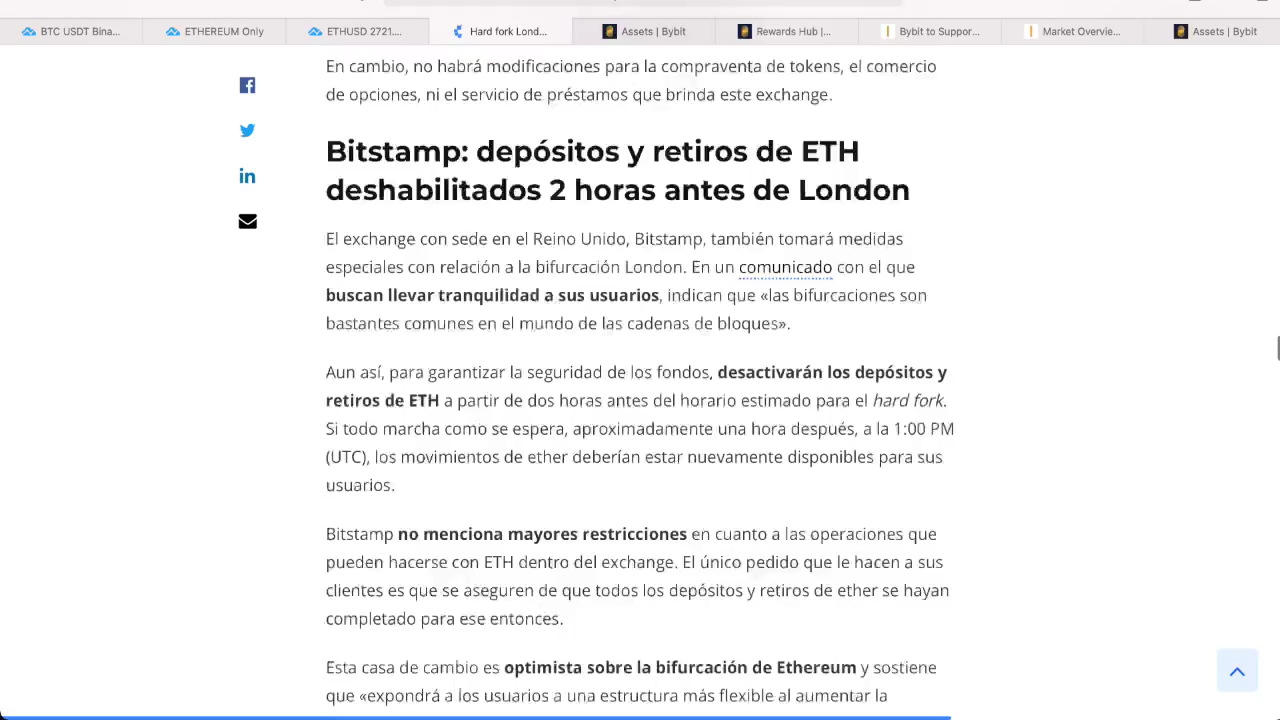 BTC USDT Bina...
ETHEREUM Only
ETHUSD 2721....
Hard fork Lond...
Assets | Bybit
Rewards Hub |...
Bybit to Suppor...
Market Overvie...
Assets | Bybit
En cambio, no habrá modificaciones para la compraventa de tokens, el comercio
de opciones, ni el servicio de préstamos que brinda este exchange.
Bitstamp: depósitos y retiros de ETH
deshabilitados 2 horas antes de London
El exchange con sede en el Reino Unido, Bitstamp, también tomará medidas
especiales con relación a la bifurcación London. En un comunicado con el que
buscan llevar tranquilidad a sus usuarios, indican que «las bifurcaciones son
bastantes comunes en el mundo de las cadenas de bloques».
Aun así, para garantizar la seguridad de los fondos, desactivarán los depósitos y
retiros de ETH a partir de dos horas antes del horario estimado para el hard fork.
Si todo marcha como se espera, aproximadamente una hora después, a la 1:00 PM
(UTC), los movimientos de ether deberían estar nuevamente disponibles para sus
usuarios.
Bitstamp no menciona mayores restricciones en cuanto a las operaciones que
pueden hacerse con ETH dentro del exchange. El único pedido que le hacen a sus
clientes es que se aseguren de que todos los depósitos y retiros de ether se hayan
completado para ese entonces.
Esta casa de cambio es optimista sobre la bifurcación de Ethereum y sostiene
que «expondrá a los usuarios a una estructura más flexible al aumentar la